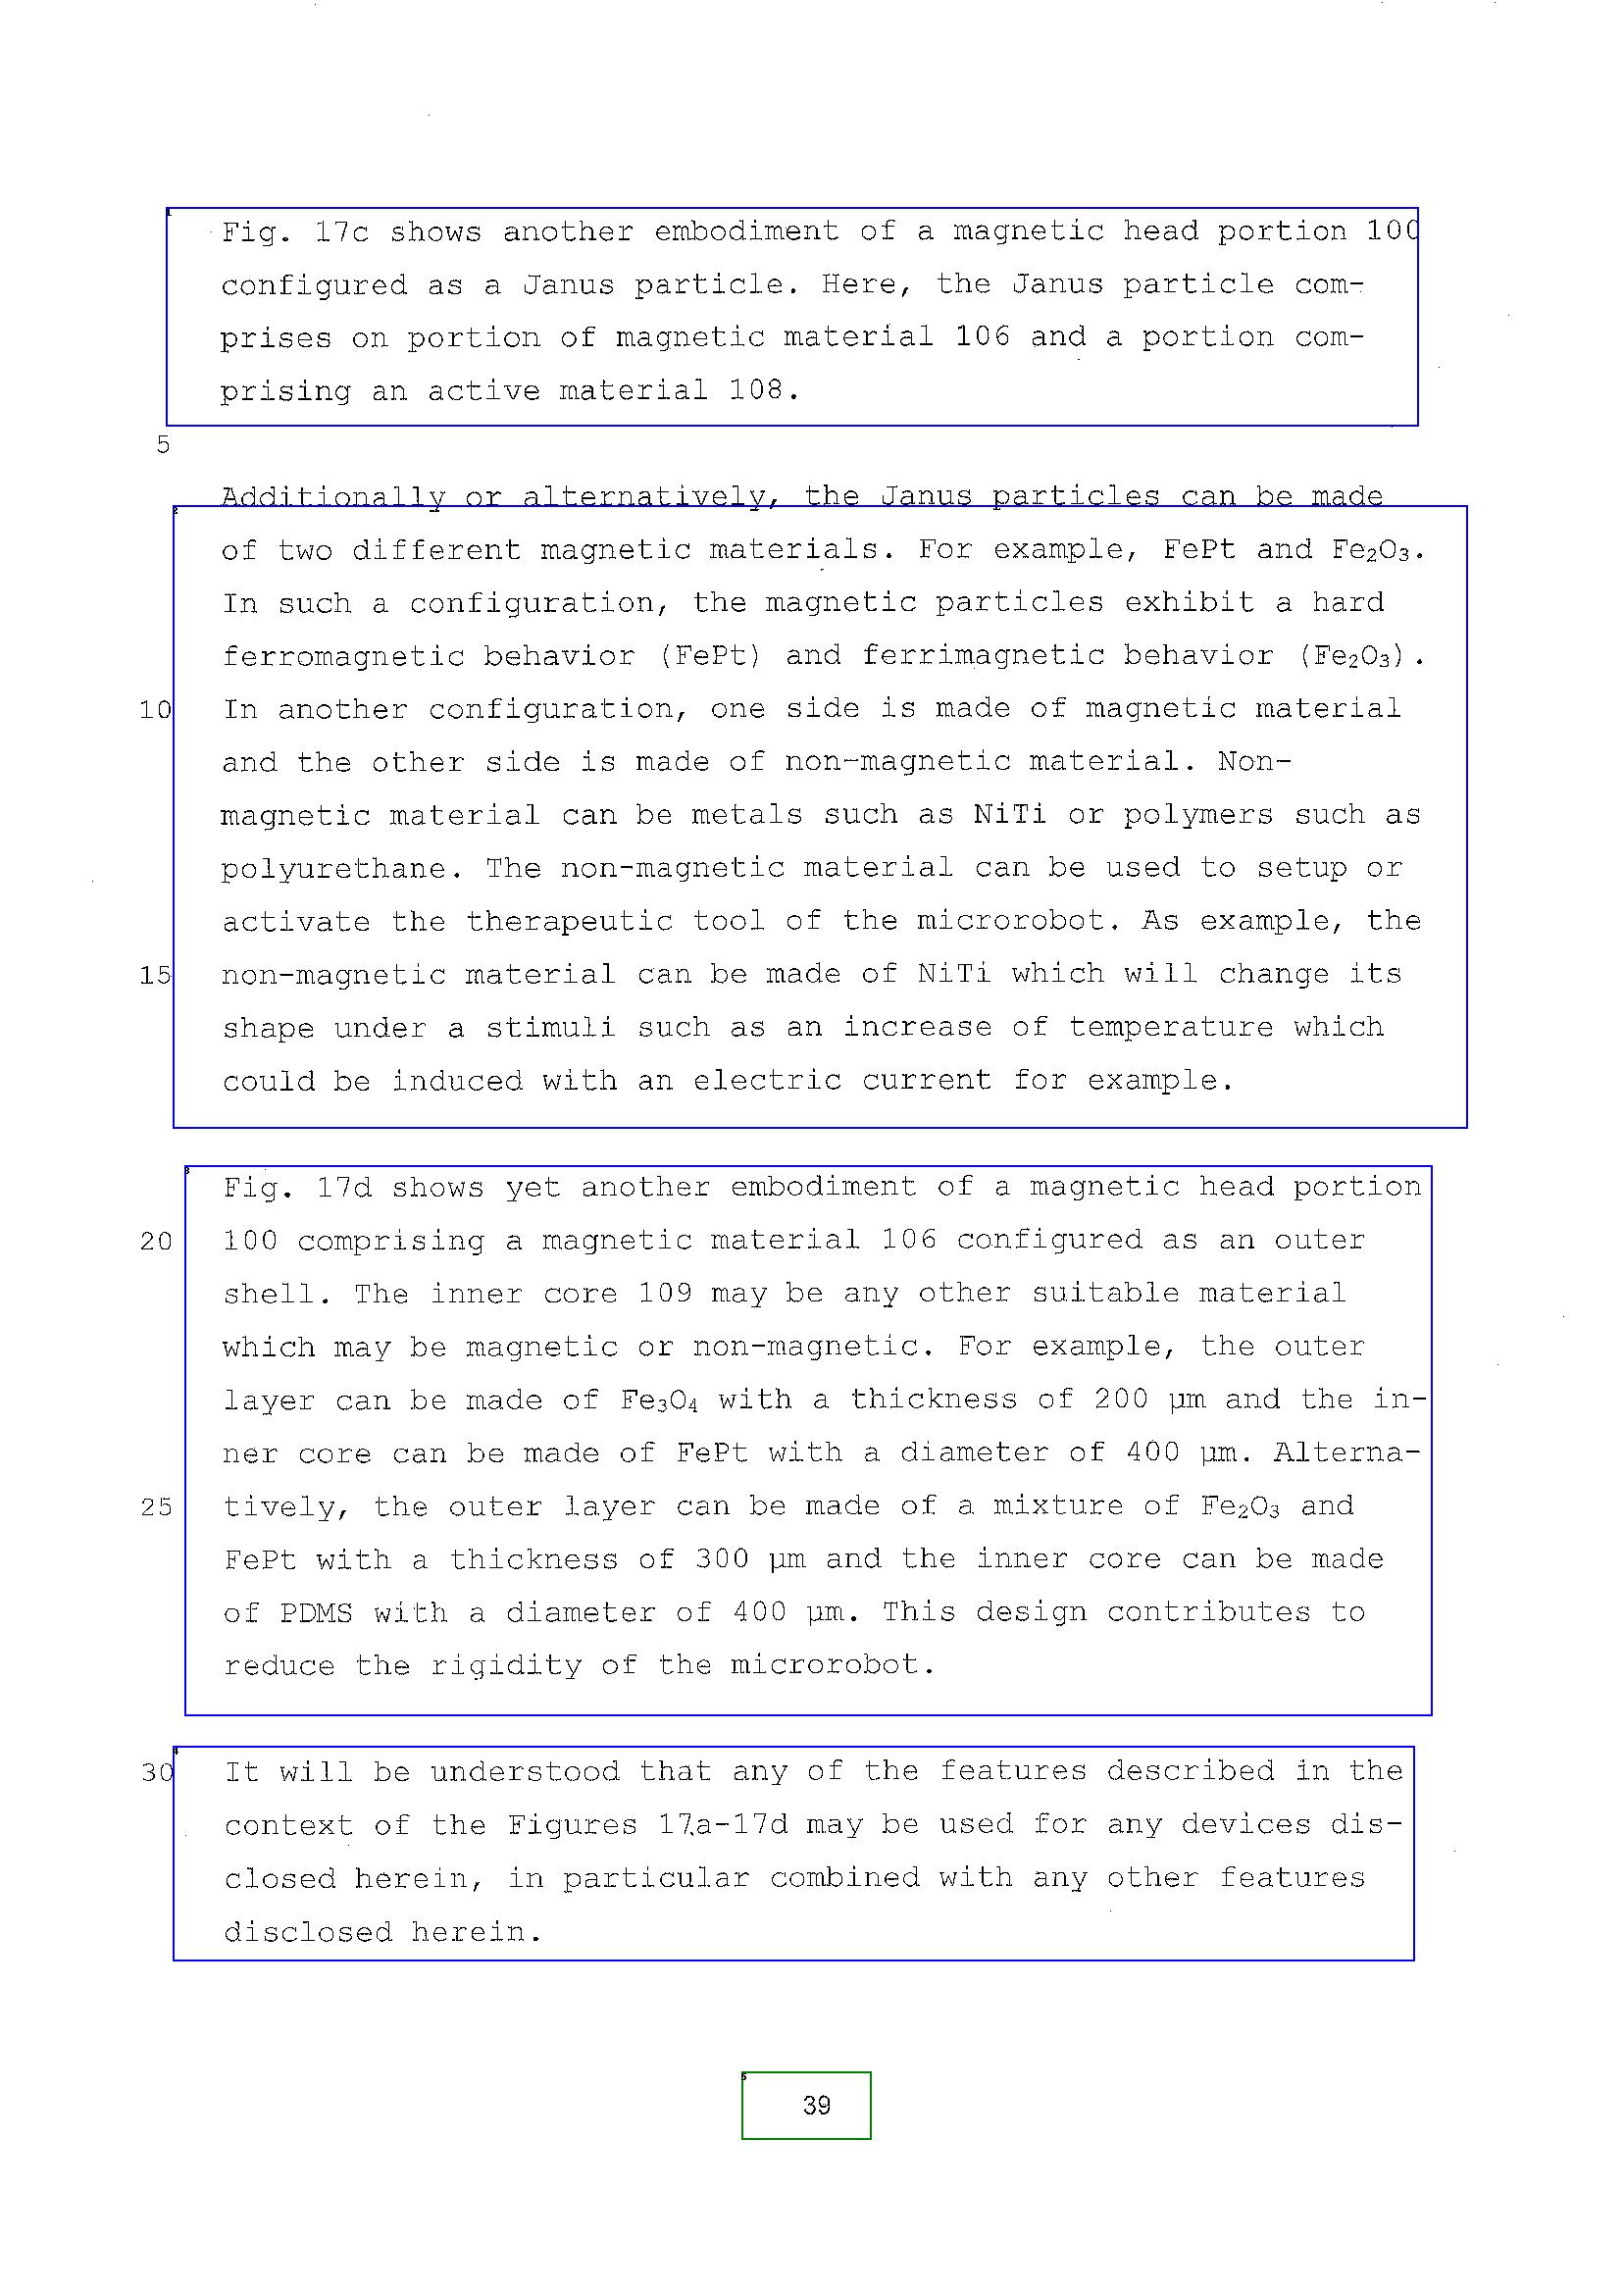 Fig. 17c shows another embodiment of a magnetic head portion 100
configured as a Janus particle. Here, the Janus particle com-
prises on portion of magnetic material 106 and a portion com-
prising an active material 108.
5
Additionally or alternatively, the Janus particles can be made
of two different magnetic materials. For example, FePt and Fe₂O₃.
In such a configuration, the magnetic particles exhibit a hard
ferromagnetic behavior (FePt) and ferrimagnetic behavior (Fe₂O₃).
10 In another configuration, one side is made of magnetic material
and the other side is made of non-magnetic material. Non-
magnetic material can be metals such as NiTi or polymers such as
polyurethane. The non-magnetic material can be used to setup or
activate the therapeutic tool of the microrobot. As example, the
15 non-magnetic material can be made of NiTi which will change its
shape under a stimuli such as an increase of temperature which
could be induced with an electric current for example.
Fig. 17d shows yet another embodiment of a magnetic head portion
20 100 comprising a magnetic material 106 configured as an outer
shell. The inner core 109 may be any other suitable material
which may be magnetic or non-magnetic. For example, the outer
layer can be made of Fe₃O₄ with a thickness of 200 µm and the in-
ner core can be made of FePt with a diameter of 400 µm. Alterna-
25 tively, the outer layer can be made of a mixture of Fe₂O₃ and
FePt with a thickness of 300 µm and the inner core can be made
of PDMS with a diameter of 400 µm. This design contributes to
reduce the rigidity of the microrobot.
30 It will be understood that any of the features described in the
context of the Figures 17a-17d may be used for any devices dis-
closed herein, in particular combined with any other features
disclosed herein.
39